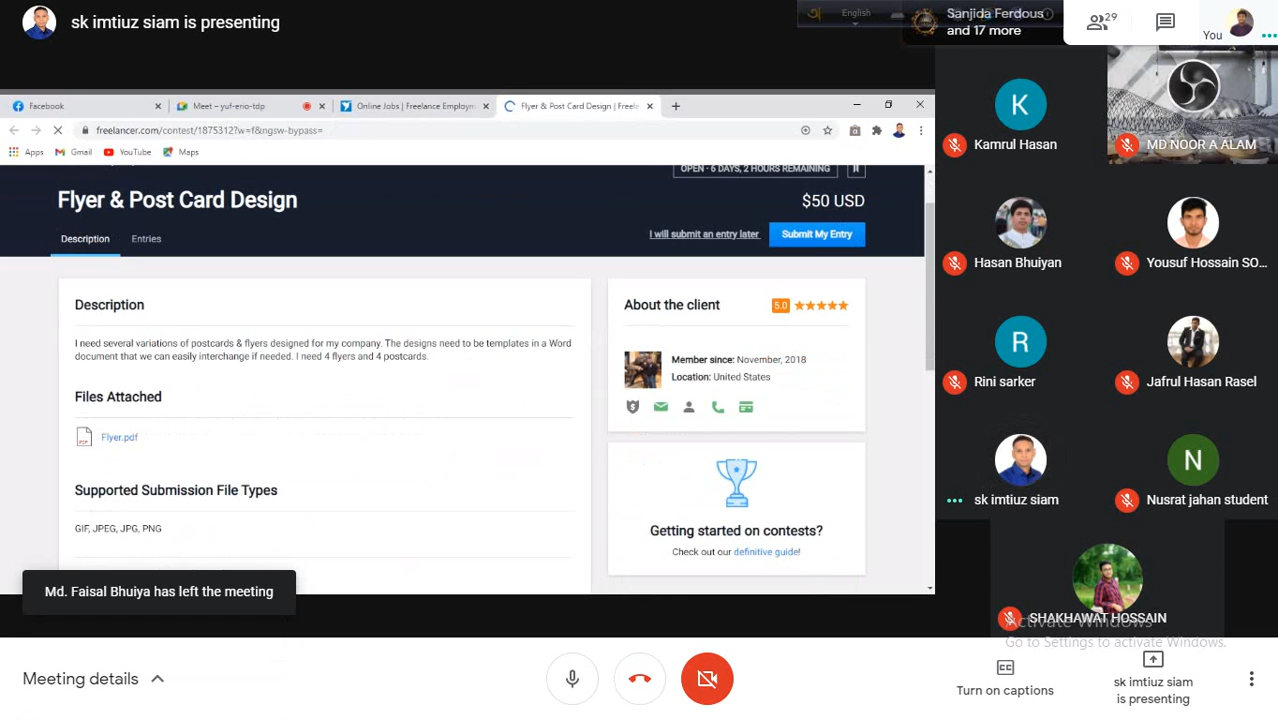 sk imtiuz siam is presenting
English
Sanjida Ferdous
and 17 more
29
You
Facebook
Meet – yuf-erio-tdp
Online Jobs | Freelance Employm
Flyer & Post Card Design | Freela
freelancer.com/contest/1875312?w=f&ngsw-bypass=
Apps
Gmail
YouTube
Maps
OPEN - 6 DAYS, 2 HOURS REMAINING
Flyer & Post Card Design
$50 USD
Description
Entries
I will submit an entry later
Submit My Entry
Description
I need several variations of postcards & flyers designed for my company. The designs need to be templates in a Word
document that we can easily interchange if needed. I need 4 flyers and 4 postcards.
Files Attached
PDF
Flyer.pdf
Supported Submission File Types
GIF, JPEG, JPG, PNG
About the client
5.0
Member since: November, 2018
Location: United States
Getting started on contests?
Check out our definitive guide!
Kamrul Hasan
MD NOOR A ALAM
Hasan Bhuiyan
Yousuf Hossain SO...
Rini sarker
Jafrul Hasan Rasel
sk imtiuz siam
Nusrat jahan student
SHAKHAWAT HOSSAIN
K
R
N
Md. Faisal Bhuiya has left the meeting
Activate Windows
Go to Settings to activate Windows.
Meeting details
CC
Turn on captions
sk imtiuz siam
is presenting